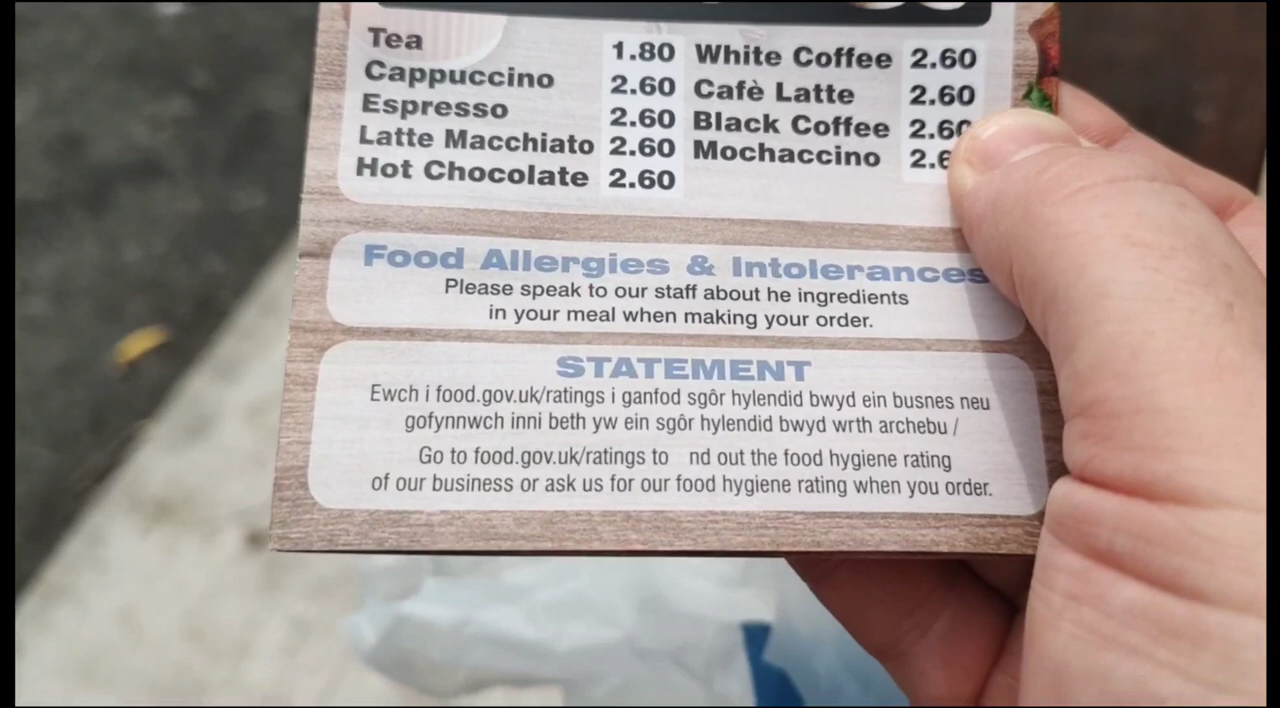 Tea 1.80 White Coffee 2.60
Cappuccino 2.60 Cafè Latte 2.60
Espresso 2.60 Black Coffee 2.60
Latte Macchiato 2.60 Mochaccino 2.6
Hot Chocolate 2.60
Food Allergies & Intolerances
Please speak to our staff about he ingredients
in your meal when making your order.
STATEMENT
Ewch i food.gov.uk/ratings i ganfod sgôr hylendid bwyd ein busnes neu
gofynnwch inni beth yw ein sgôr hylendid bwyd wrth archebu /
Go to food.gov.uk/ratings to nd out the food hygiene rating
of our business or ask us for our food hygiene rating when you order.